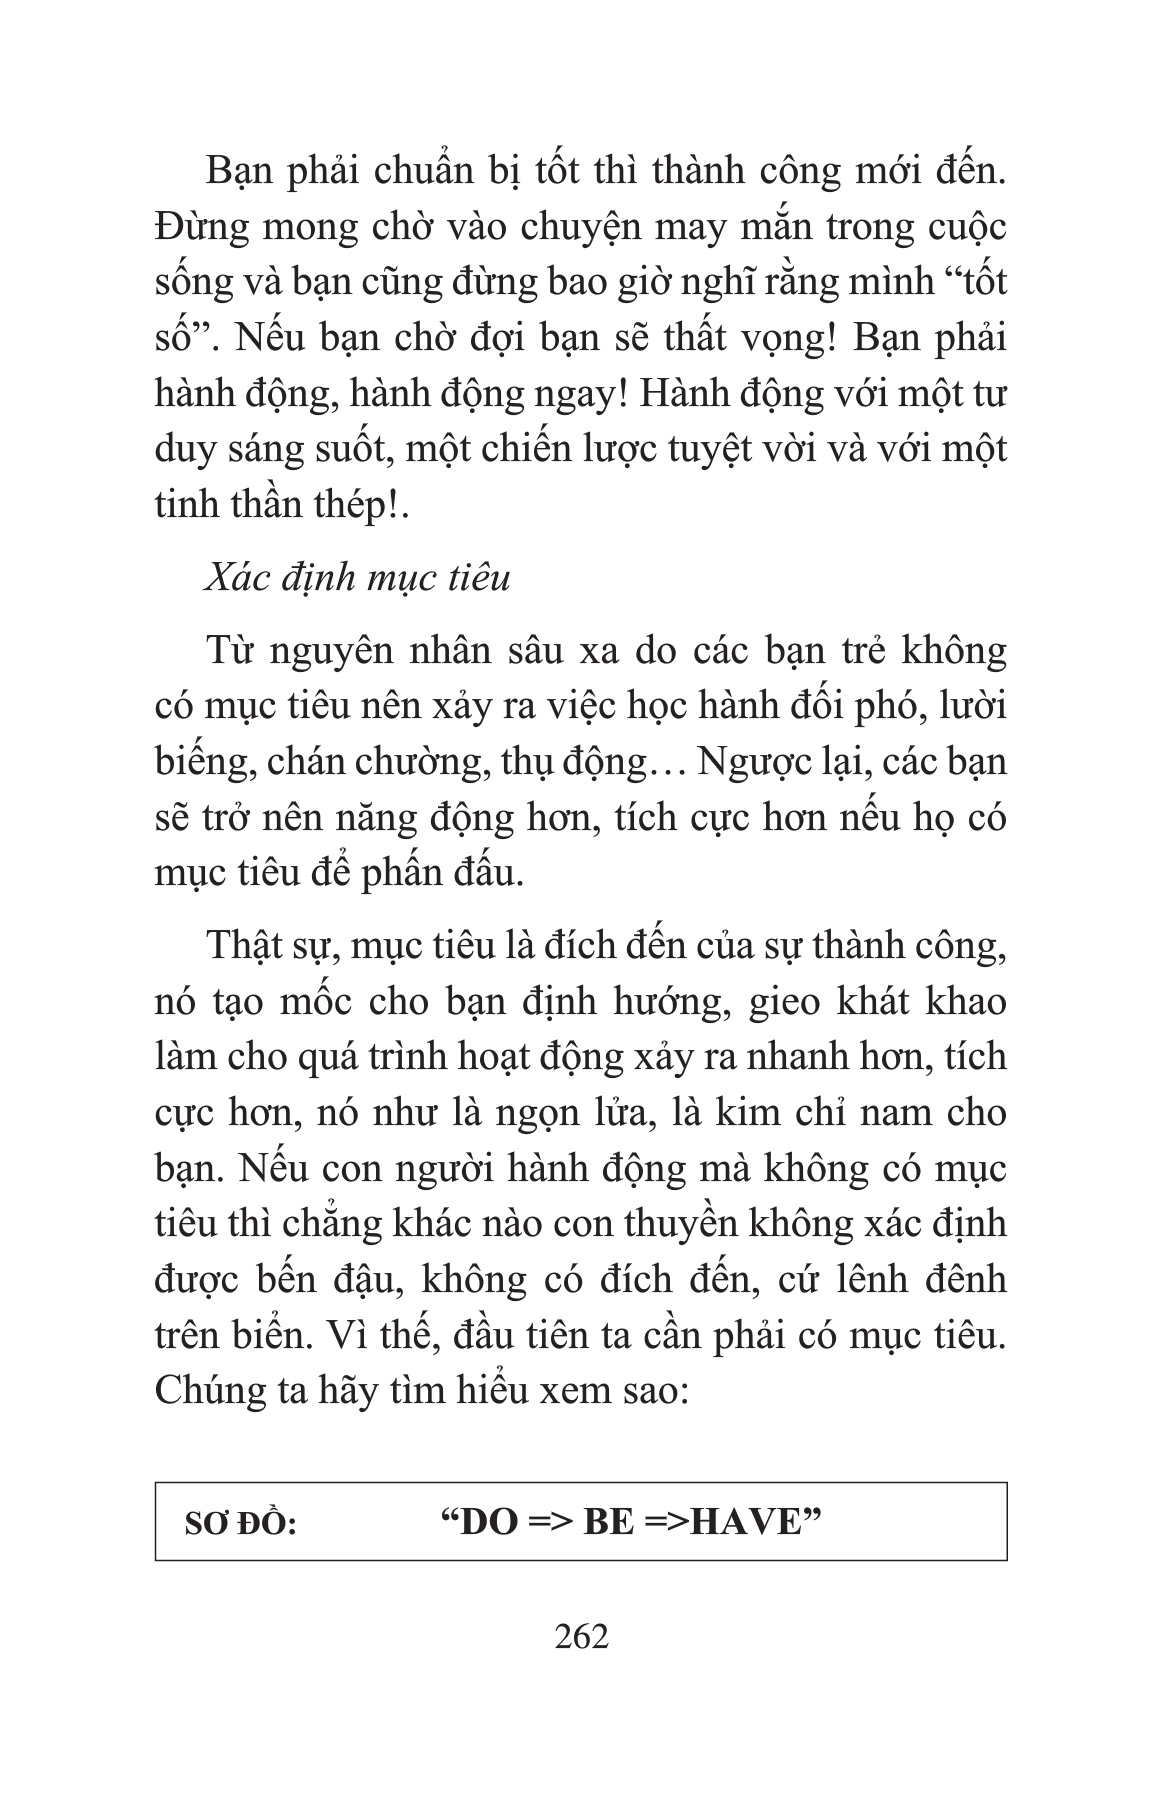 Bạn phải chuẩn bị tốt thì thành công mới đến.
Đừng mong chờ vào chuyện may mắn trong cuộc
sống và bạn cũng đừng bao giờ nghĩ rằng mình “tốt
số”. Nếu bạn chờ đợi bạn sẽ thất vọng! Bạn phải
hành động, hành động ngay! Hành động với một tư
duy sáng suốt, một chiến lược tuyệt vời và với một
tinh thần thép!.
Xác định mục tiêu
Từ nguyên nhân sâu xa do các bạn trẻ không
có mục tiêu nên xảy ra việc học hành đối phó, lười
biếng, chán chường, thụ động… Ngược lại, các bạn
sẽ trở nên năng động hơn, tích cực hơn nếu họ có
mục tiêu để phấn đấu.
Thật sự, mục tiêu là đích đến của sự thành công,
nó tạo mốc cho bạn định hướng, gieo khát khao
làm cho quá trình hoạt động xảy ra nhanh hơn, tích
cực hơn, nó như là ngọn lửa, là kim chỉ nam cho
bạn. Nếu con người hành động mà không có mục
tiêu thì chẳng khác nào con thuyền không xác định
được bến đậu, không có đích đến, cứ lênh đênh
trên biển. Vì thế, đầu tiên ta cần phải có mục tiêu.
Chúng ta hãy tìm hiểu xem sao:
SƠ ĐỒ: “DO => BE =>HAVE”
262